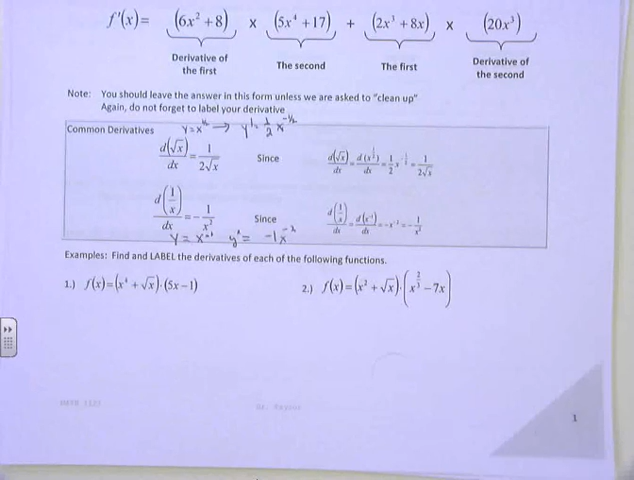 f'(x)= (6x² +8) x (5x⁴ +17) + (2x³ +8x) x (20x³)
Derivative of the first The second The first Derivative of the second
Note: You should leave the answer in this form unless we are asked to "clean up"
Again, do not forget to label your derivative
Common Derivatives y=x^½ → y'= ½ x^-½
d(√x)/dx = 1/(2√x) Since d(√x)/dx = d(x^½)/dx = ½ x^-½ = 1/(2√x)
d(1/x)/dx = -1/x² Since d(1/x)/dx = d(x⁻¹)/dx = -x⁻² = -1/x²
y = x⁻¹ y' = -1x⁻²
Examples: Find and LABEL the derivatives of each of the following functions.
1.) f(x)=(x⁴ + √x)·(5x−1) 2.) f(x)=(x² + √x)·(x^⅔ − 7x)
1